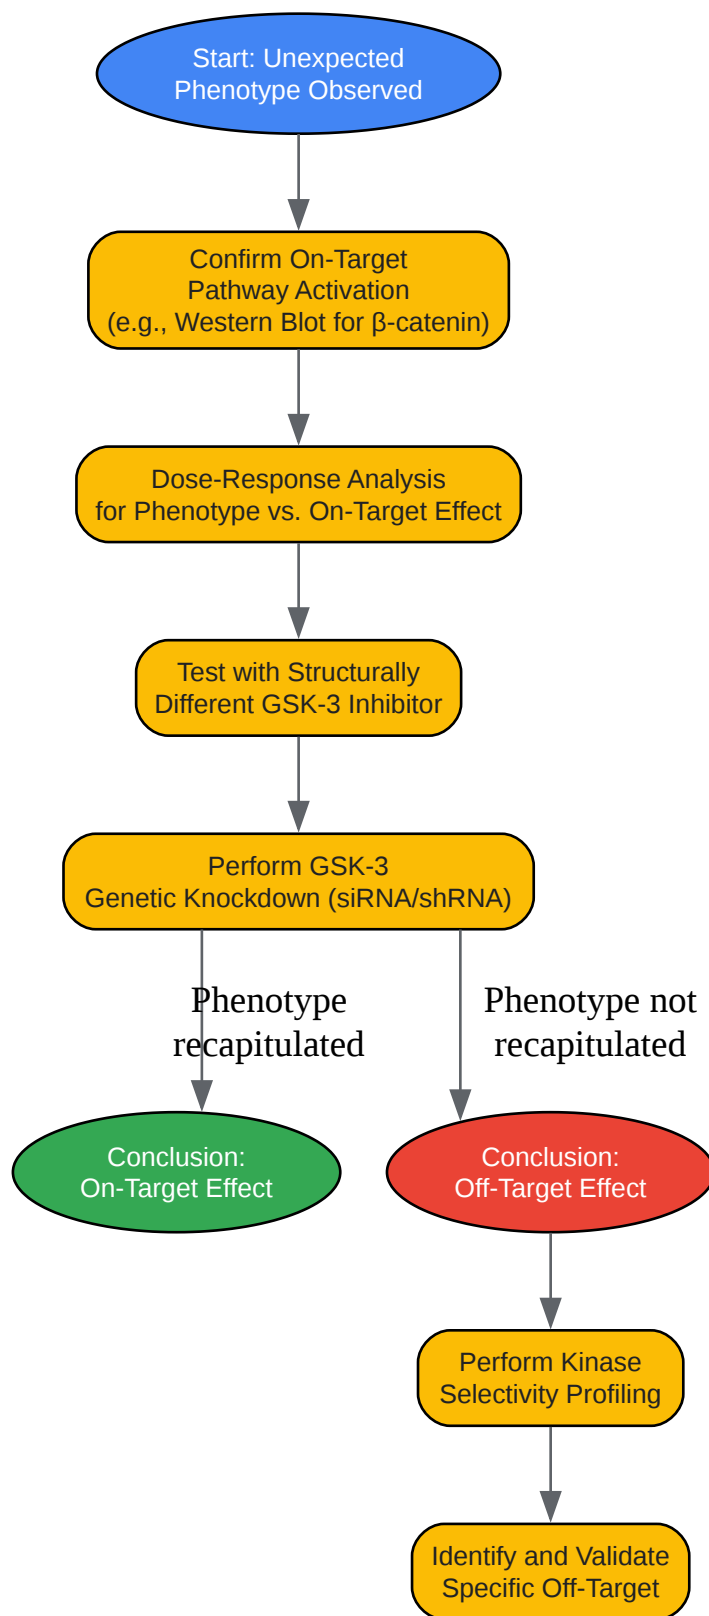 Start: Unexpected
Phenotype Observed
Confirm On-Target
Pathway Activation
(e.g., Western Blot for β-catenin)
Dose-Response Analysis
for Phenotype vs. On-Target Effect
Test with Structurally
Different GSK-3 Inhibitor
Perform GSK-3
Genetic Knockdown (siRNA/shRNA)
Phenotype
recapitulated
Phenotype not
recapitulated
Conclusion:
On-Target Effect
Conclusion:
Off-Target Effect
Perform Kinase
Selectivity Profiling
Identify and Validate
Specific Off-Target